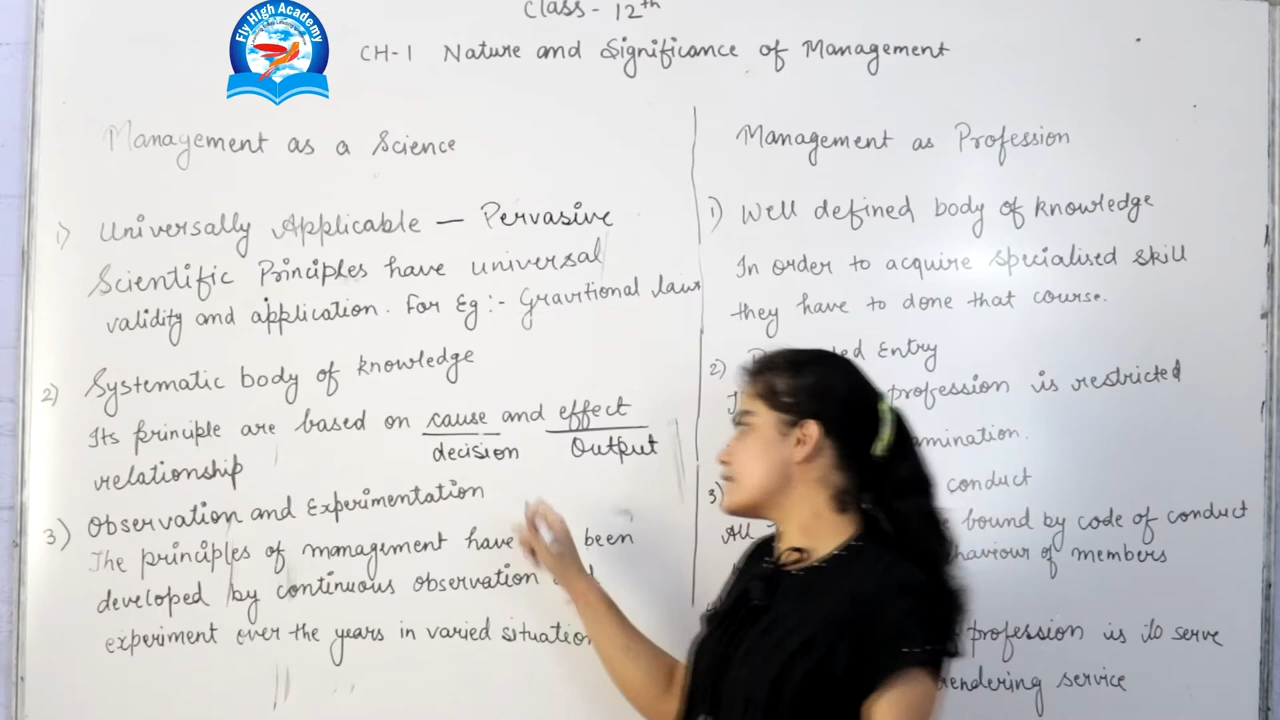 Class - 12th
Fly High Academy
CH-1 Nature and Significance of Management
Management as a Science
1) Universally Applicable — Pervasive
Scientific Principles have universal
validity and application. For Eg :- Gravitional laws
2) Systematic body of knowledge
Its principle are based on cause and effect
decision Output
relationship
3) Observation and Experimentation
The principles of management have been
developed by continuous observation
experiment over the years in varied situation
Management as Profession
1) Well defined body of knowledge
In order to acquire specialised skill
they have to done that course.
2) Entry
profession is restricted
3) conduct
All bound by code of conduct
of members
profession is to serve
rendering service